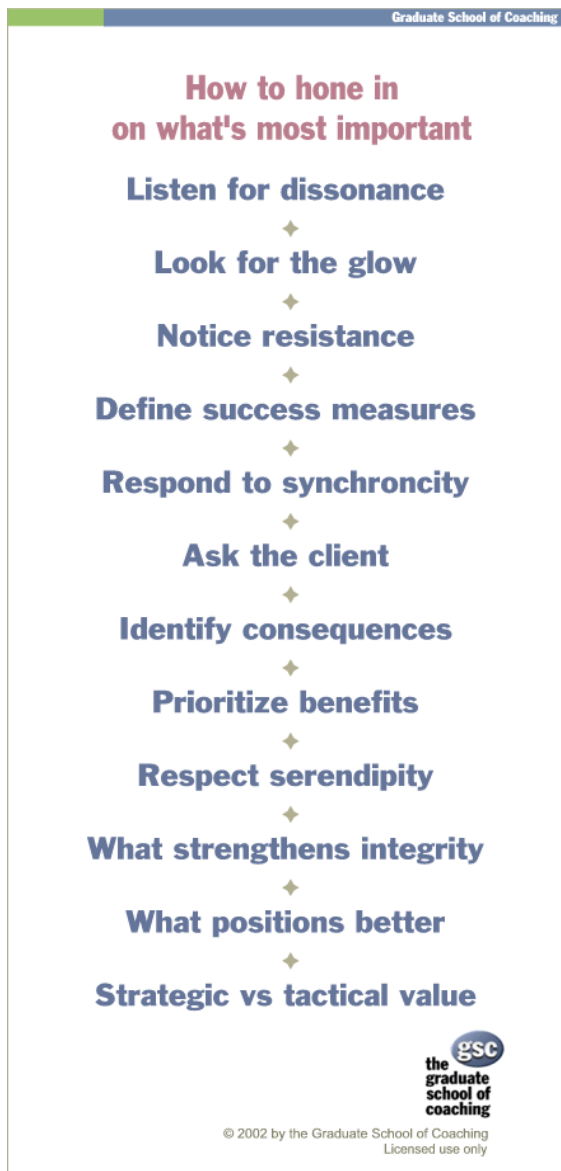 Graduate School of Coaching
How to hone in
on what's most important
Listen for dissonance
Look for the glow
Notice resistance
Define success measures
Respond to synchroncity
Ask the client
Identify consequences
Prioritize benefits
Respect serendipity
What strengthens integrity
What positions better
Strategic vs tactical value
gsc
the
graduate
school of
coaching
© 2002 by the Graduate School of Coaching
Licensed use only